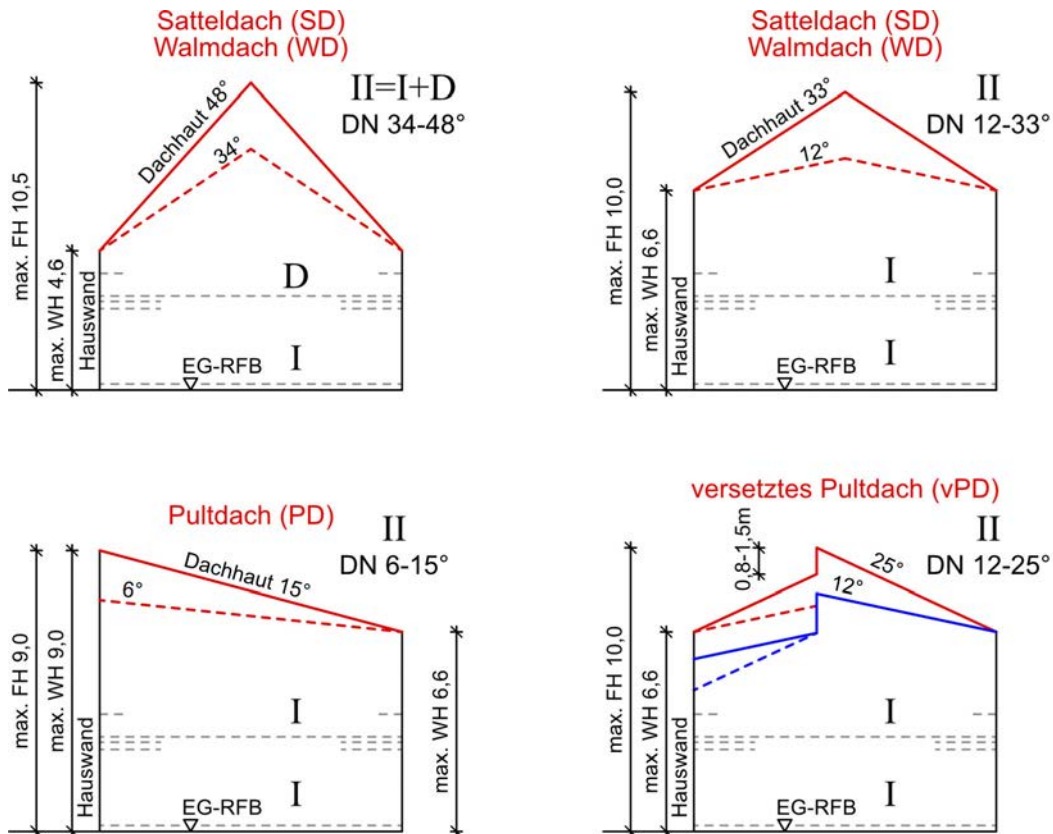 Satteldach (SD)
Walmdach (WD)
II=I+D
DN 34-48°
Dachhaut 48°
34°
max. FH 10,5
max. WH 4,6
Hauswand
D
I
EG-RFB
Satteldach (SD)
Walmdach (WD)
II
DN 12-33°
Dachhaut 33°
12°
max. FH 10,0
max. WH 6,6
Hauswand
I
I
EG-RFB
Pultdach (PD)
II
DN 6-15°
Dachhaut 15°
6°
max. FH 9,0
max. WH 9,0
Hauswand
I
I
EG-RFB
max. WH 6,6
versetztes Pultdach (vPD)
II
DN 12-25°
0,8-1,5m
25°
12°
max. FH 10,0
max. WH 6,6
Hauswand
I
I
EG-RFB